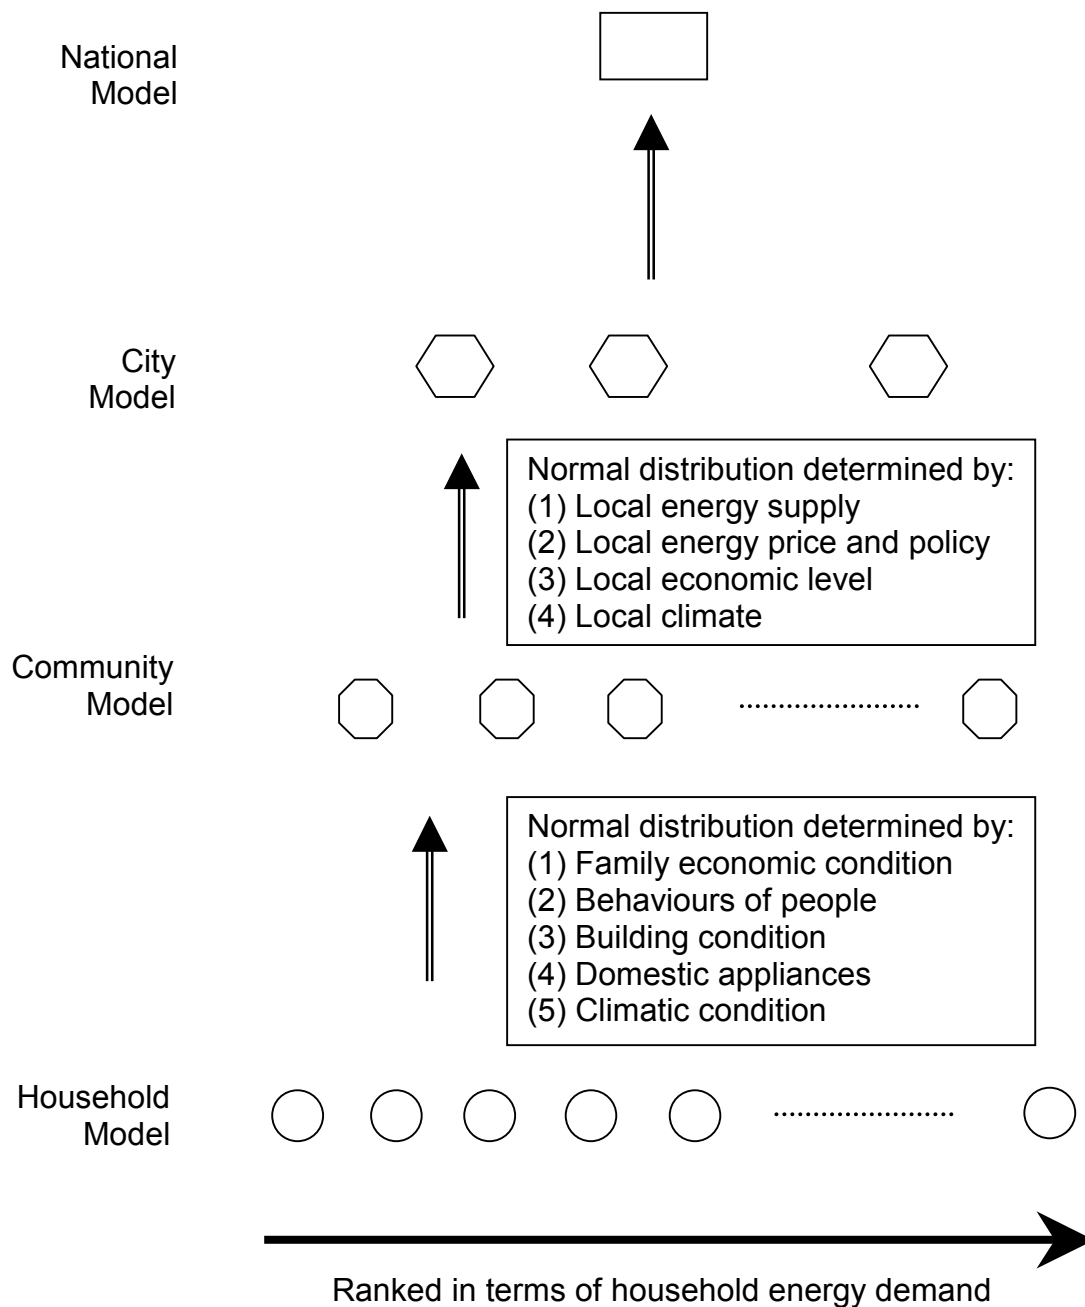 National
Model
City
Model
Normal distribution determined by:
(1) Local energy supply
(2) Local energy price and policy
(3) Local economic level
(4) Local climate
Community
Model
Normal distribution determined by:
(1) Family economic condition
(2) Behaviours of people
(3) Building condition
(4) Domestic appliances
(5) Climatic condition
Household
Model
Ranked in terms of household energy demand